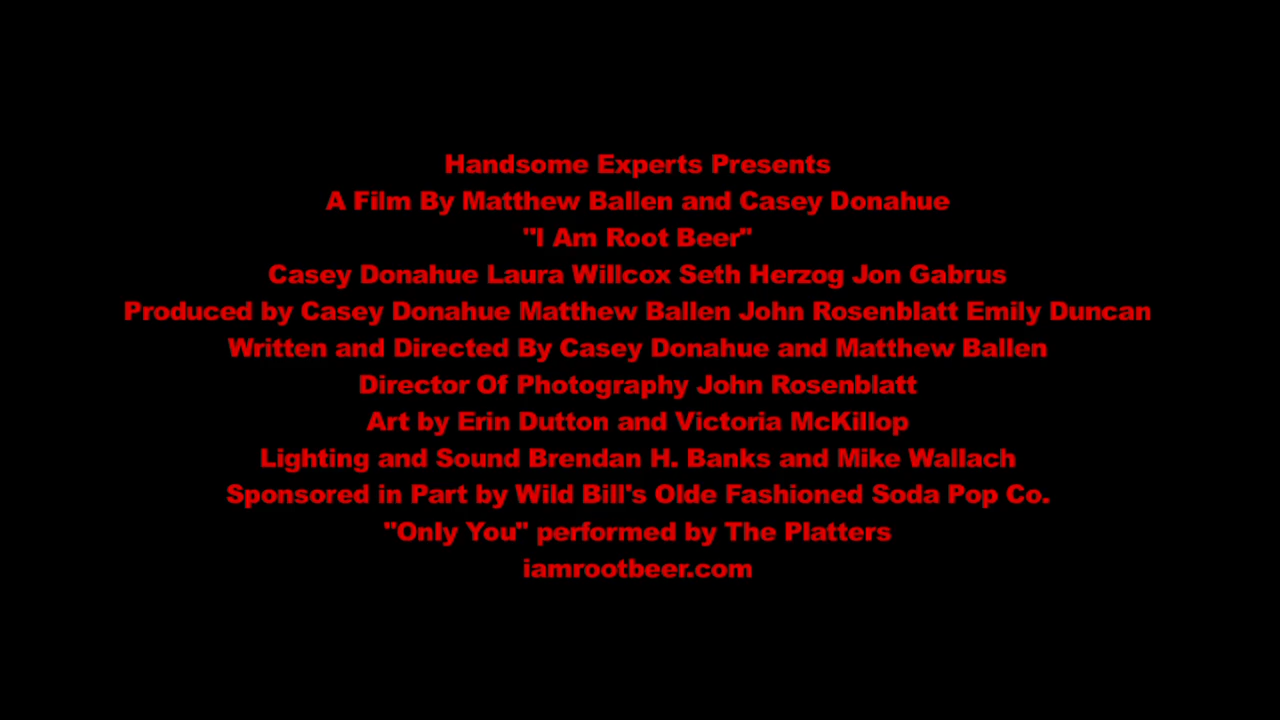 Handsome Experts Presents
A Film By Matthew Ballen and Casey Donahue
"I Am Root Beer"
Casey Donahue Laura Willcox Seth Herzog Jon Gabrus
Produced by Casey Donahue Matthew Ballen John Rosenblatt Emily Duncan
Written and Directed By Casey Donahue and Matthew Ballen
Director Of Photography John Rosenblatt
Art by Erin Dutton and Victoria McKillop
Lighting and Sound Brendan H. Banks and Mike Wallach
Sponsored in Part by Wild Bill's Olde Fashioned Soda Pop Co.
"Only You" performed by The Platters
iamrootbeer.com